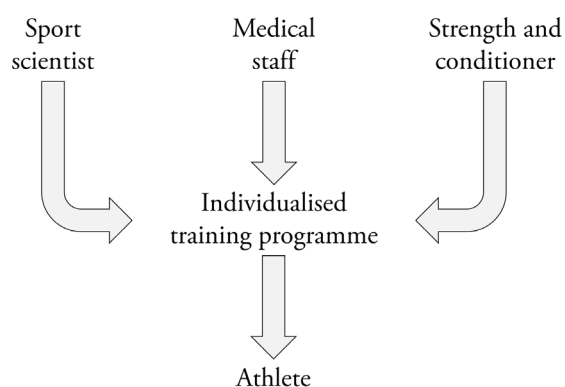 Sport
scientist
Medical
staff
Strength and
conditioner
Individualised
training programme
Athlete